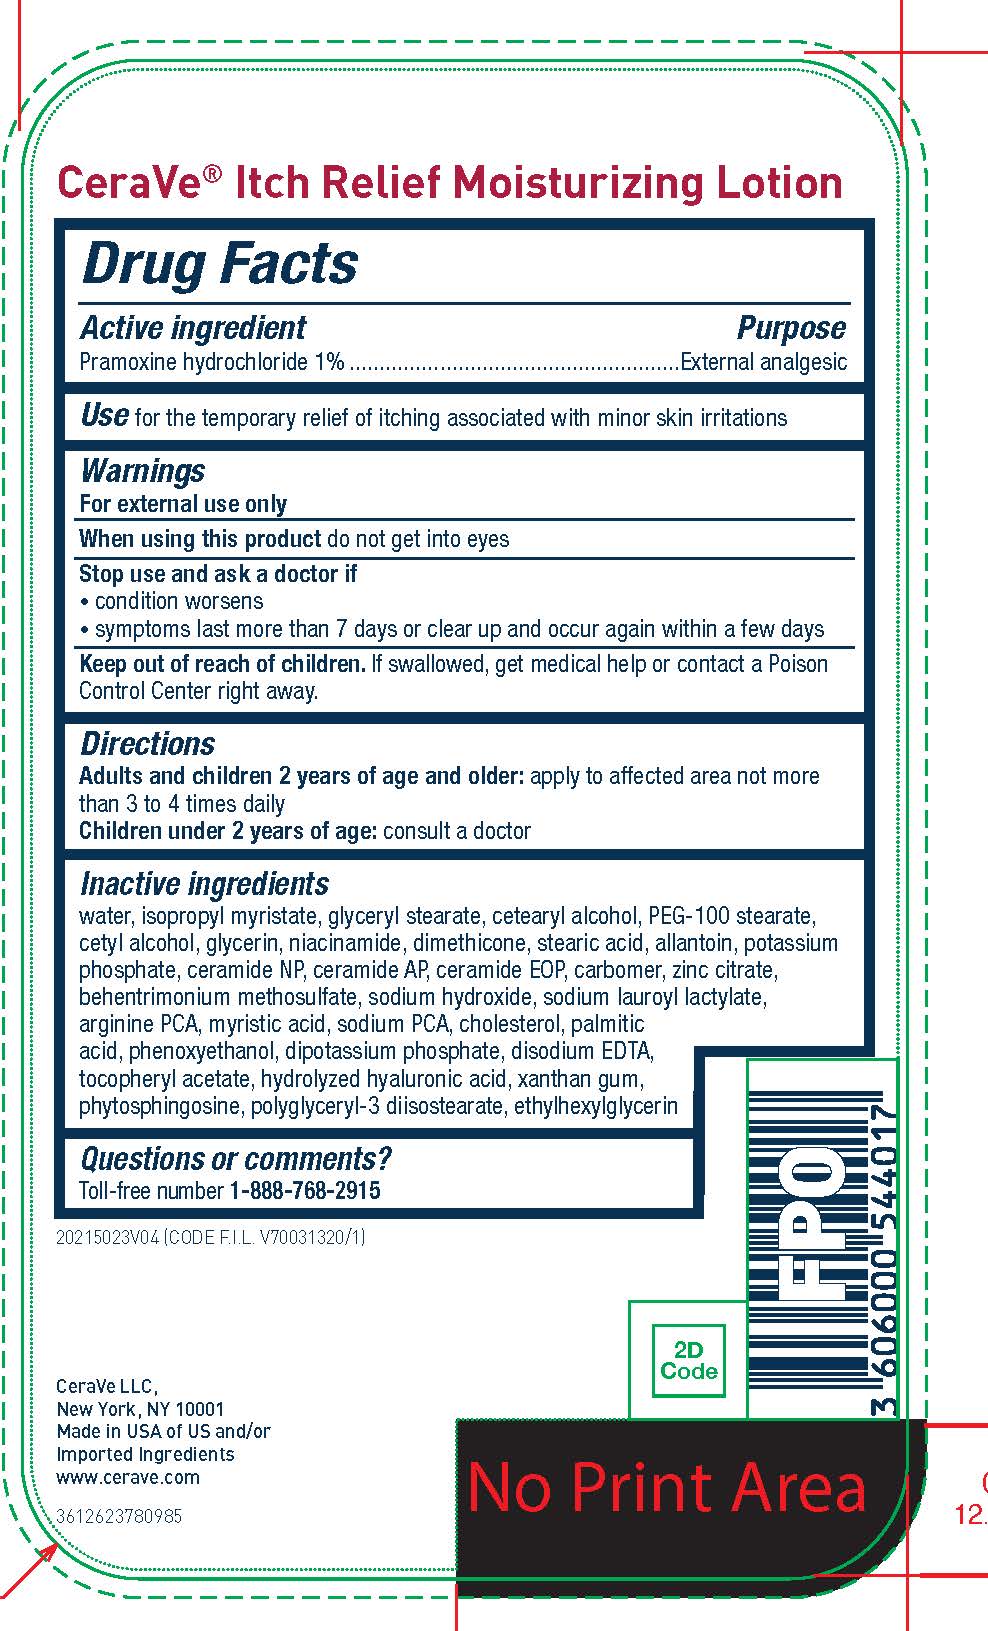 CeraVe® Itch Relief Moisturizing Lotion
Drug Facts
Active ingredient Purpose
Pramoxine hydrochloride 1% ....................................................... External analgesic
Use for the temporary relief of itching associated with minor skin irritations
Warnings
For external use only
When using this product do not get into eyes
Stop use and ask a doctor if
• condition worsens
• symptoms last more than 7 days or clear up and occur again within a few days
Keep out of reach of children. If swallowed, get medical help or contact a Poison
Control Center right away.
Directions
Adults and children 2 years of age and older: apply to affected area not more
than 3 to 4 times daily
Children under 2 years of age: consult a doctor
Inactive ingredients
water, isopropyl myristate, glyceryl stearate, cetearyl alcohol, PEG-100 stearate,
cetyl alcohol, glycerin, niacinamide, dimethicone, stearic acid, allantoin, potassium
phosphate, ceramide NP, ceramide AP, ceramide EOP, carbomer, zinc citrate,
behentrimonium methosulfate, sodium hydroxide, sodium lauroyl lactylate,
arginine PCA, myristic acid, sodium PCA, cholesterol, palmitic
acid, phenoxyethanol, dipotassium phosphate, disodium EDTA,
tocopheryl acetate, hydrolyzed hyaluronic acid, xanthan gum,
phytosphingosine, polyglyceryl-3 diisostearate, ethylhexylglycerin
Questions or comments?
Toll-free number 1-888-768-2915
20215023V04 (CODE F.I.L. V70031320/1)
FPO
3 606000 544017
2D
Code
CeraVe LLC,
New York, NY 10001
Made in USA of US and/or
Imported Ingredients
www.cerave.com
3612623780985
No Print Area
12.